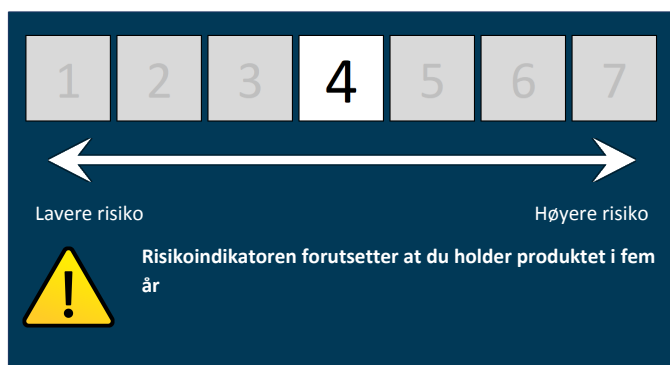 1 2 3 4 5 6 7
Lavere risiko Høyere risiko
Risikoindikatoren forutsetter at du holder produktet i fem
år